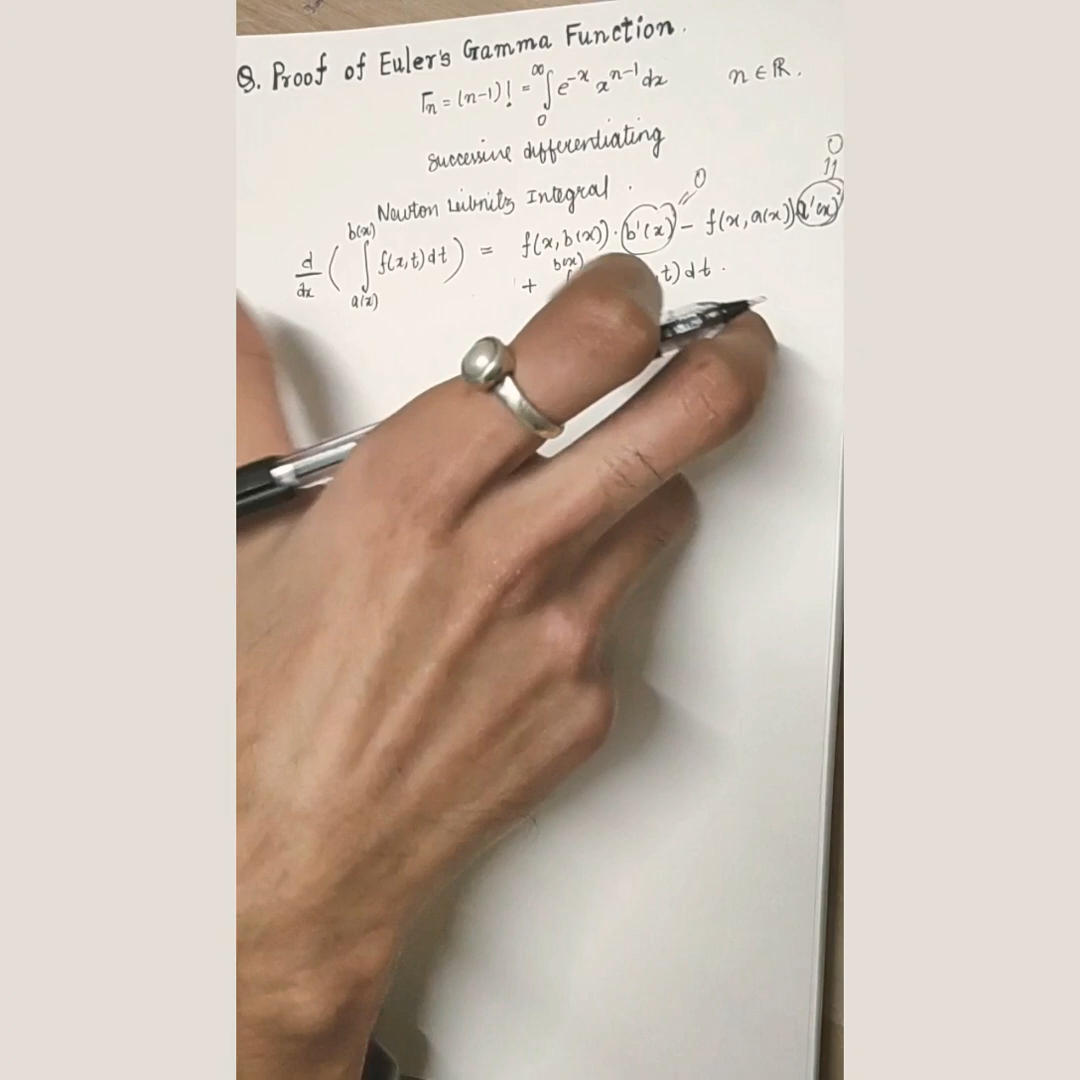 Q. Proof of Euler's Gamma Function.
Γn = (n-1)! = ∞∫0 e^-x x^n-1 dx n ∈ ℝ.
successive differentiating
Newton Leibnitz Integral.
d/dx ( b(x)∫a(x) f(x,t)dt ) = f(x,b(x))·b'(x) - f(x,a(x))a'(x) 0 0
+ b(x) t)dt.